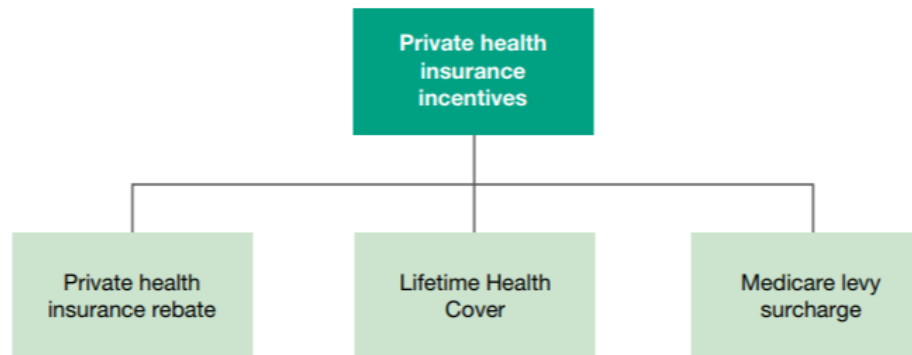 Private health
insurance
incentives
Private health
insurance rebate
Lifetime Health
Cover
Medicare levy
surcharge